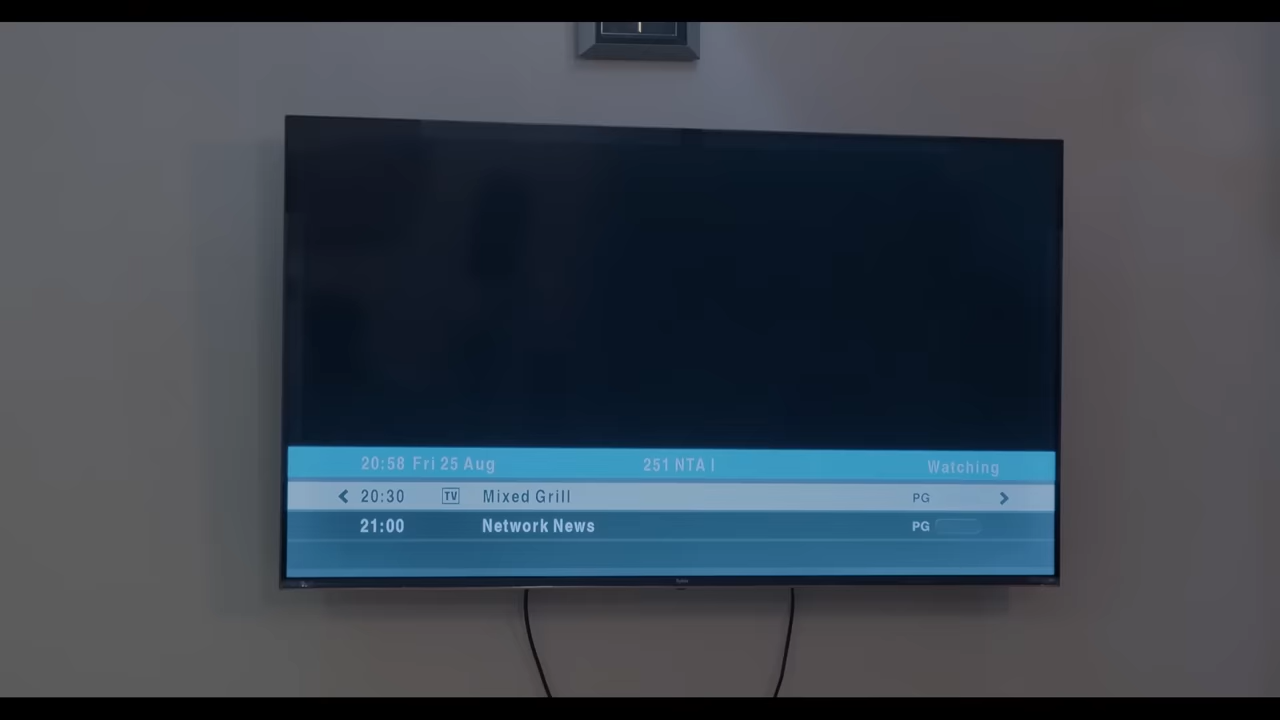 20:58 Fri 25 Aug 251 NTA I Watching
20:30 TV Mixed Grill PG
21:00 Network News PG